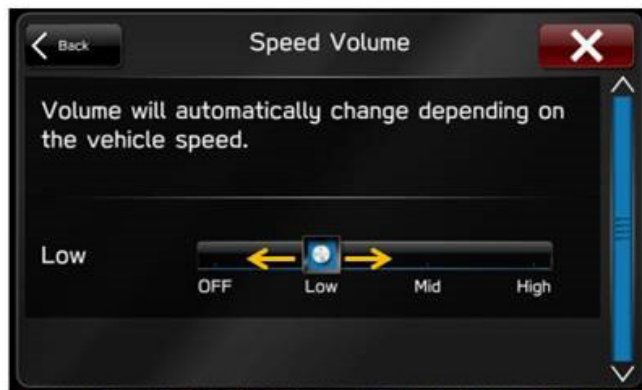 Back
Speed Volume
Volume will automatically change depending on
the vehicle speed.
Low
OFF Low Mid High